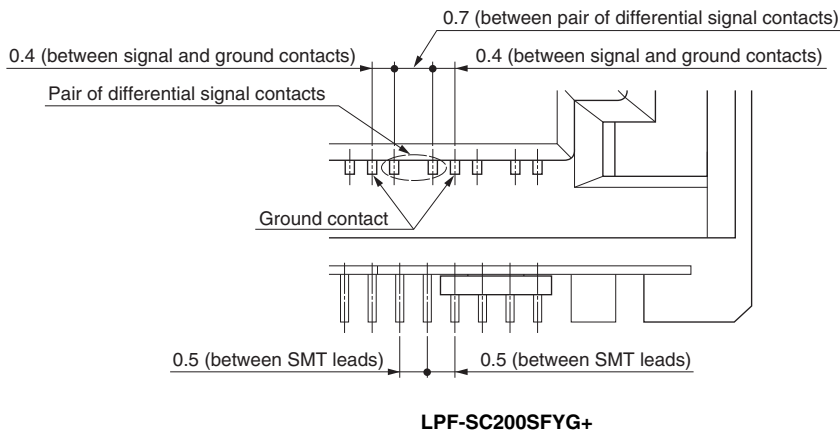 0.7 (between pair of differential signal contacts)
0.4 (between signal and ground contacts)
0.4 (between signal and ground contacts)
Pair of differential signal contacts
Ground contact
0.5 (between SMT leads)
0.5 (between SMT leads)
LPF-SC200SFYG+